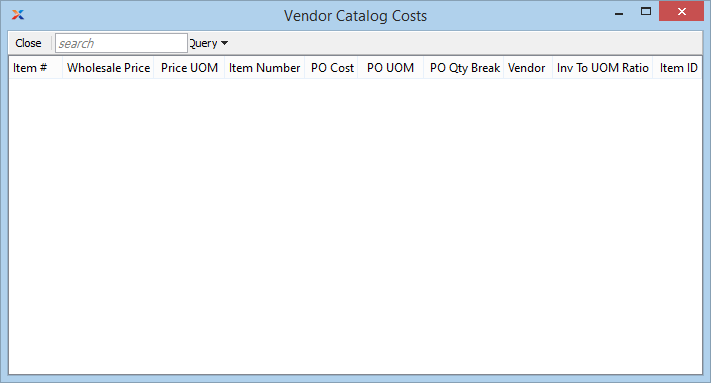 Vendor Catalog Costs
Close search Query
Item # Wholesale Price Price UOM Item Number PO Cost PO UOM PO Qty Break Vendor Inv To UOM Ratio Item ID